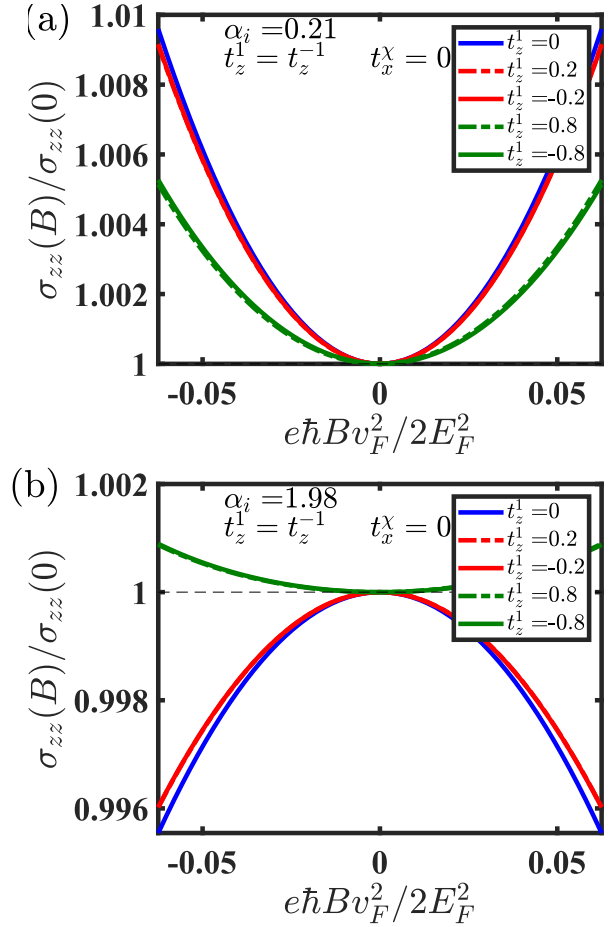 (a)
1.01
1.008
1.006
1.004
1.002
1
σ_zz(B)/σ_zz(0)
α_i =0.21
t_z^1 = t_z^{-1} t_x^χ = 0
t_z^1 =0
t_z^1 =0.2
t_z^1 =-0.2
t_z^1 =0.8
t_z^1 =-0.8
-0.05 0 0.05
eħBv_F^2/2E_F^2
(b)
1.002
1
0.998
0.996
σ_zz(B)/σ_zz(0)
α_i =1.98
t_z^1 = t_z^{-1} t_x^χ = 0
t_z^1 =0
t_z^1 =0.2
t_z^1 =-0.2
t_z^1 =0.8
t_z^1 =-0.8
-0.05 0 0.05
eħBv_F^2/2E_F^2